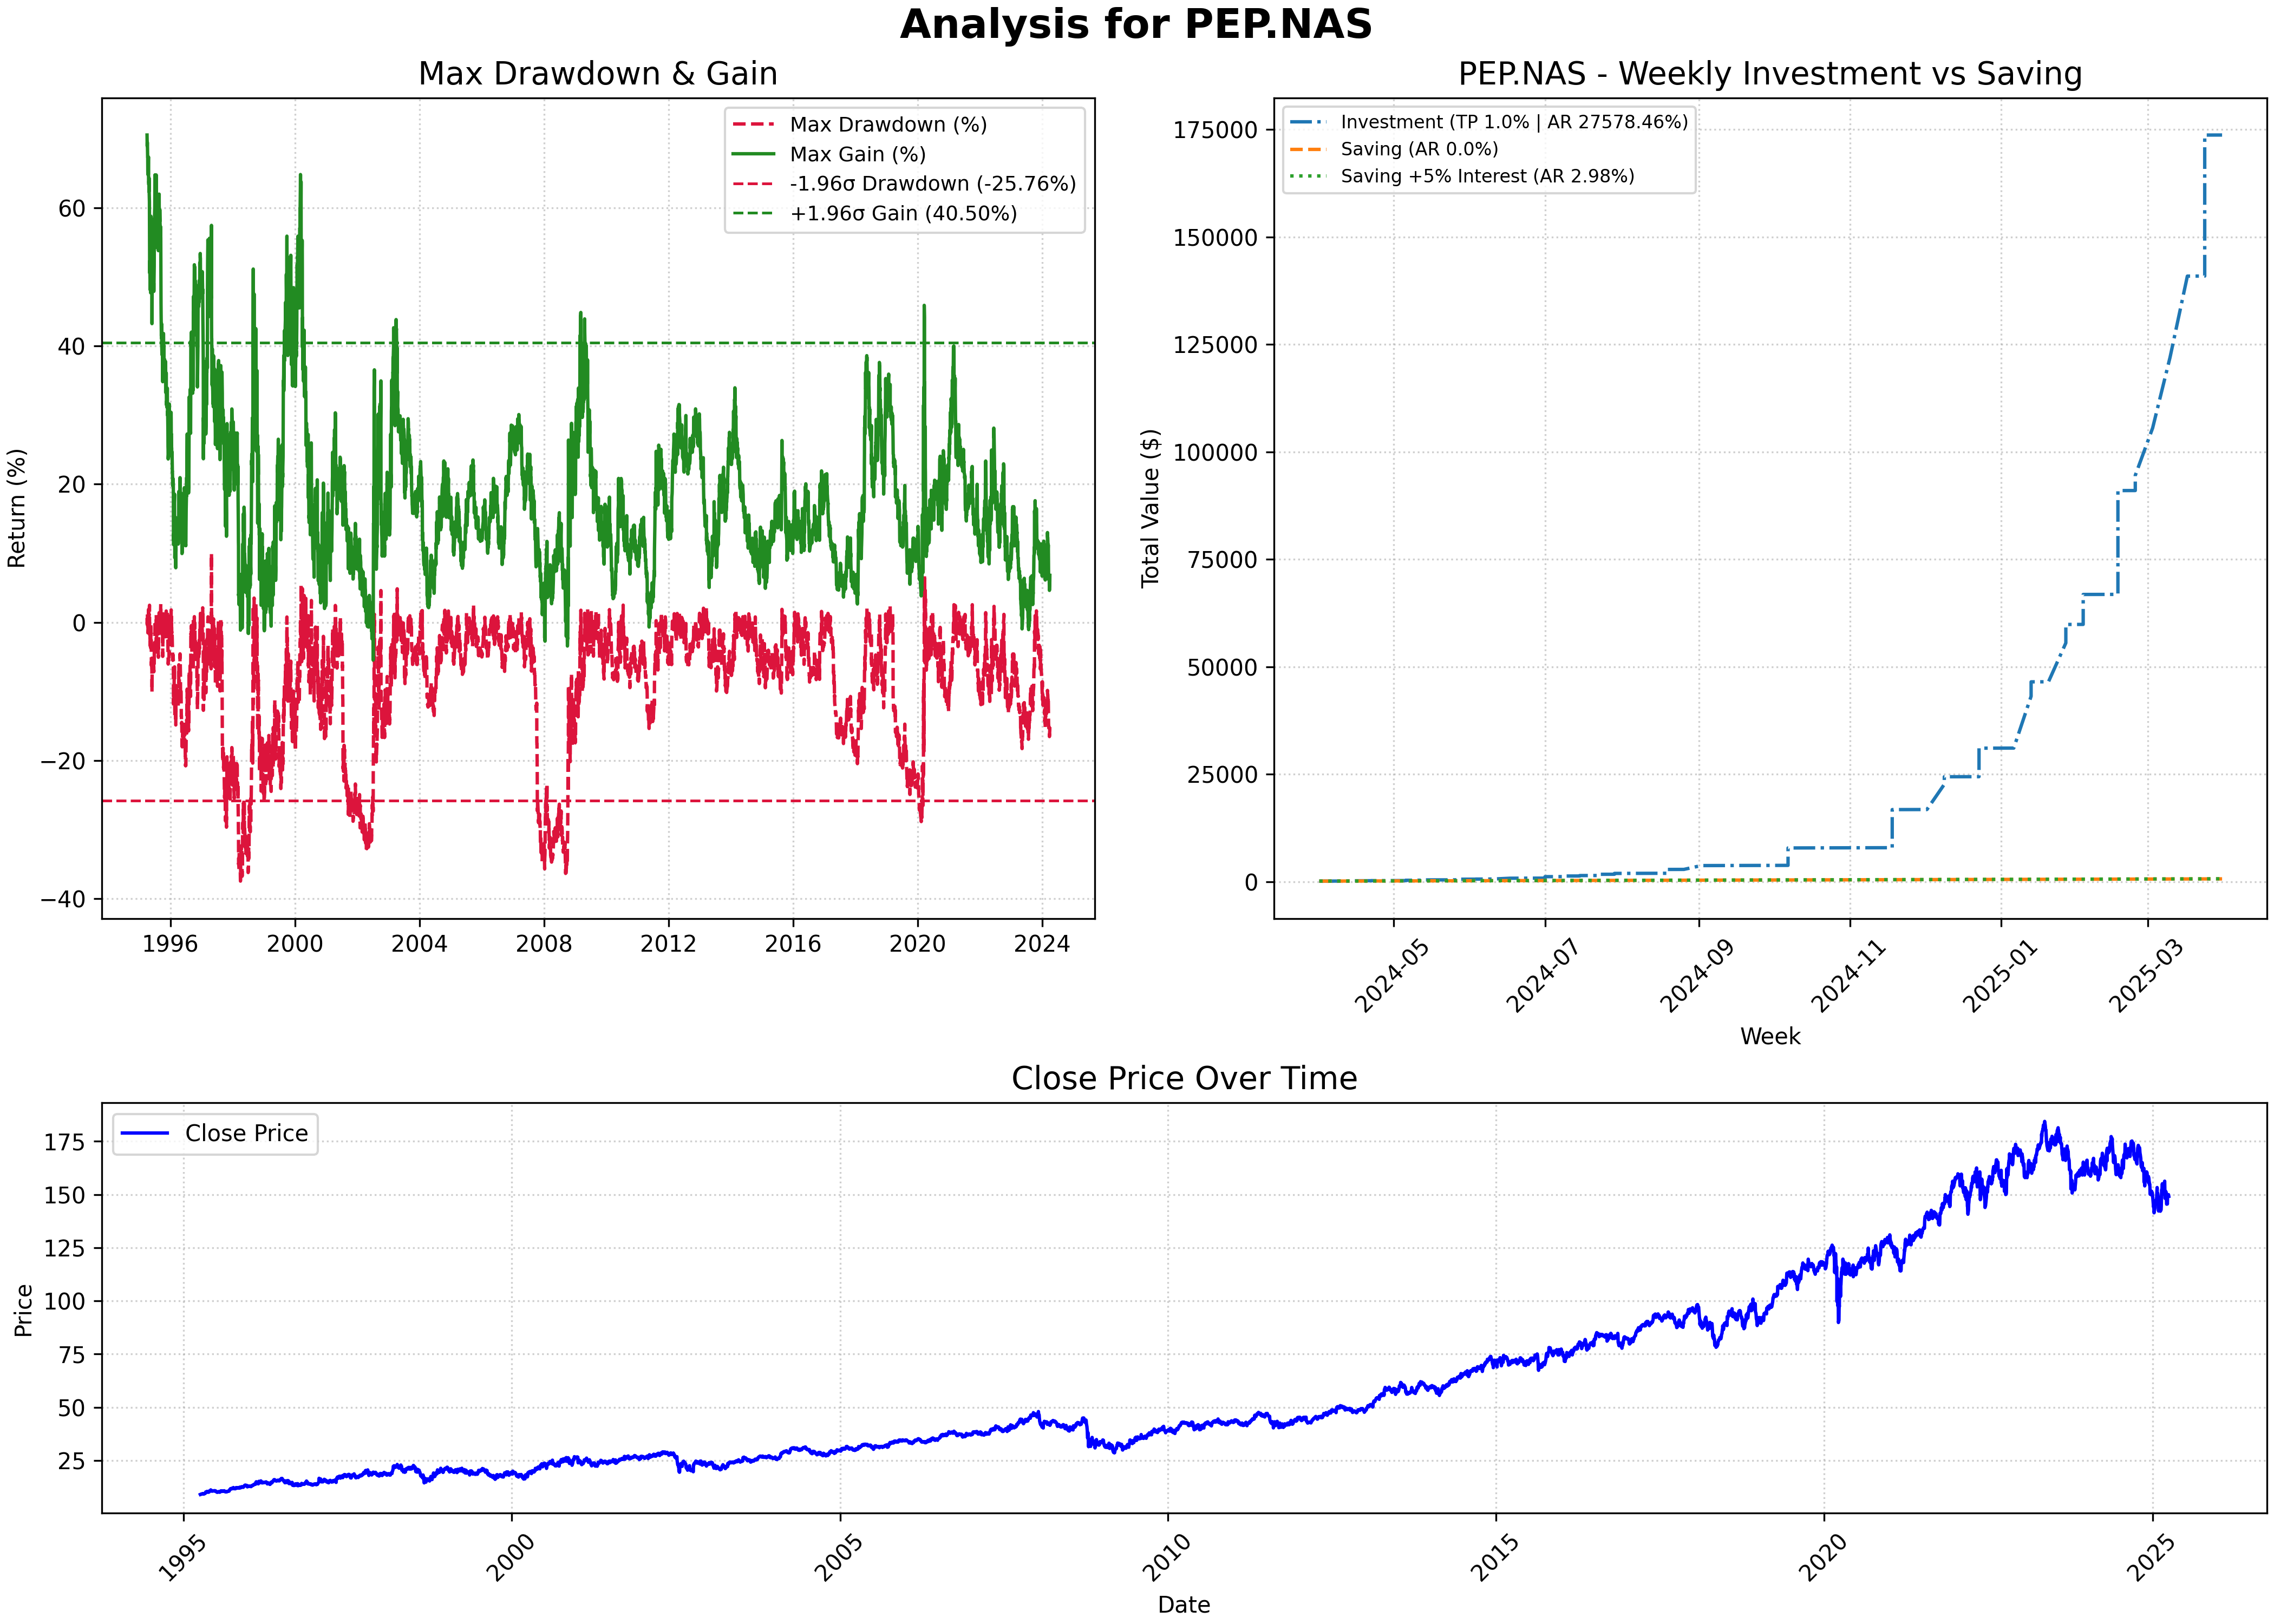 Analysis for PEP.NAS
Max Drawdown & Gain
Return (%)
60
40
20
0
−20
−40
1996
2000
2004
2008
2012
2016
2020
2024
Max Drawdown (%)
Max Gain (%)
-1.96σ Drawdown (-25.76%)
+1.96σ Gain (40.50%)
PEP.NAS - Weekly Investment vs Saving
Total Value ($)
175000
150000
125000
100000
75000
50000
25000
0
2024-05
2024-07
2024-09
2024-11
2025-01
2025-03
Week
Investment (TP 1.0% | AR 27578.46%)
Saving (AR 0.0%)
Saving +5% Interest (AR 2.98%)
Close Price Over Time
Price
175
150
125
100
75
50
25
1995
2000
2005
2010
2015
2020
2025
Date
Close Price